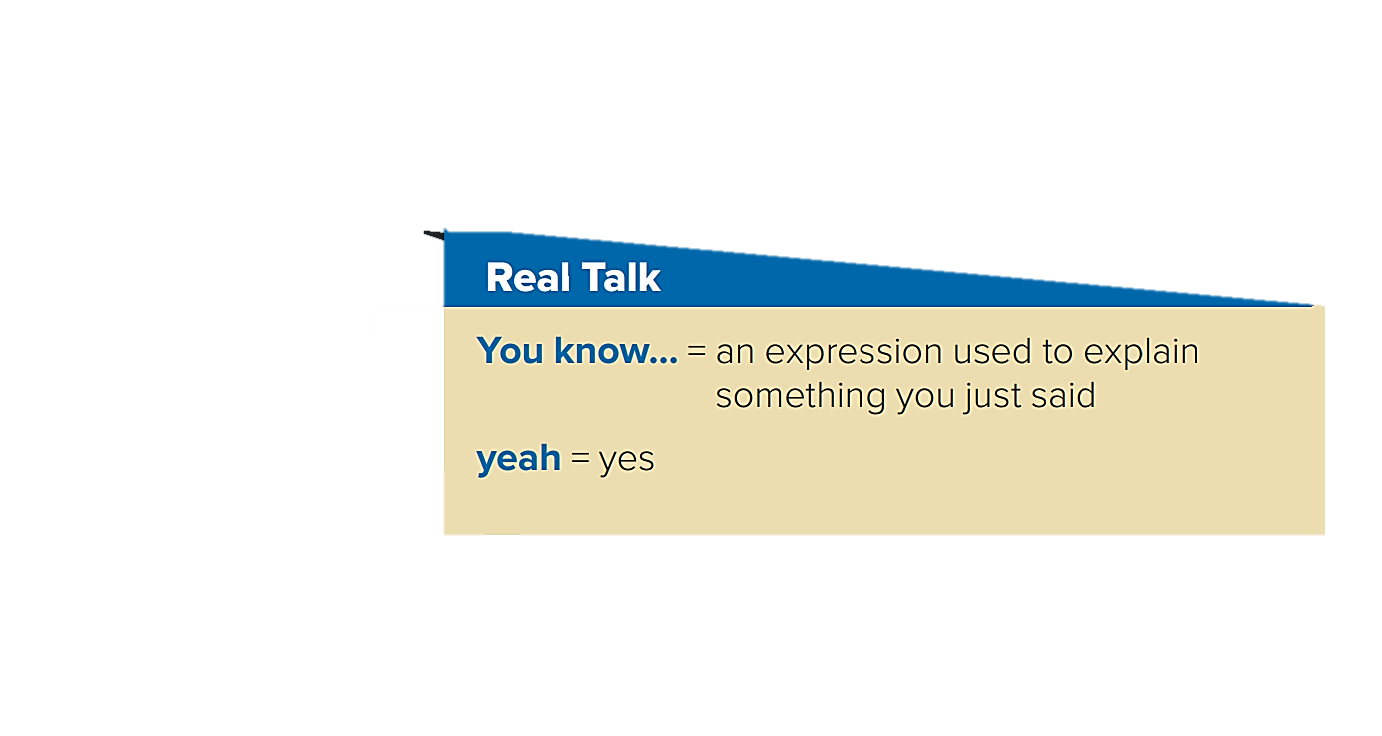 Real Talk
You know... = an expression used to explain
something you just said
yeah = yes